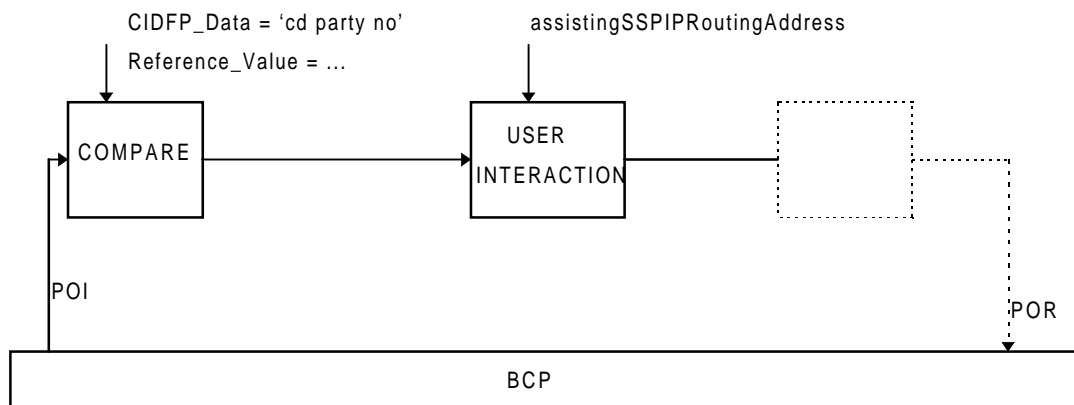 CIDFP_Data = ‘cd party no’
Reference_Value = ...
assistingSSPIPRoutingAddress
COMPARE
USER
INTERACTION
POI
POR
BCP